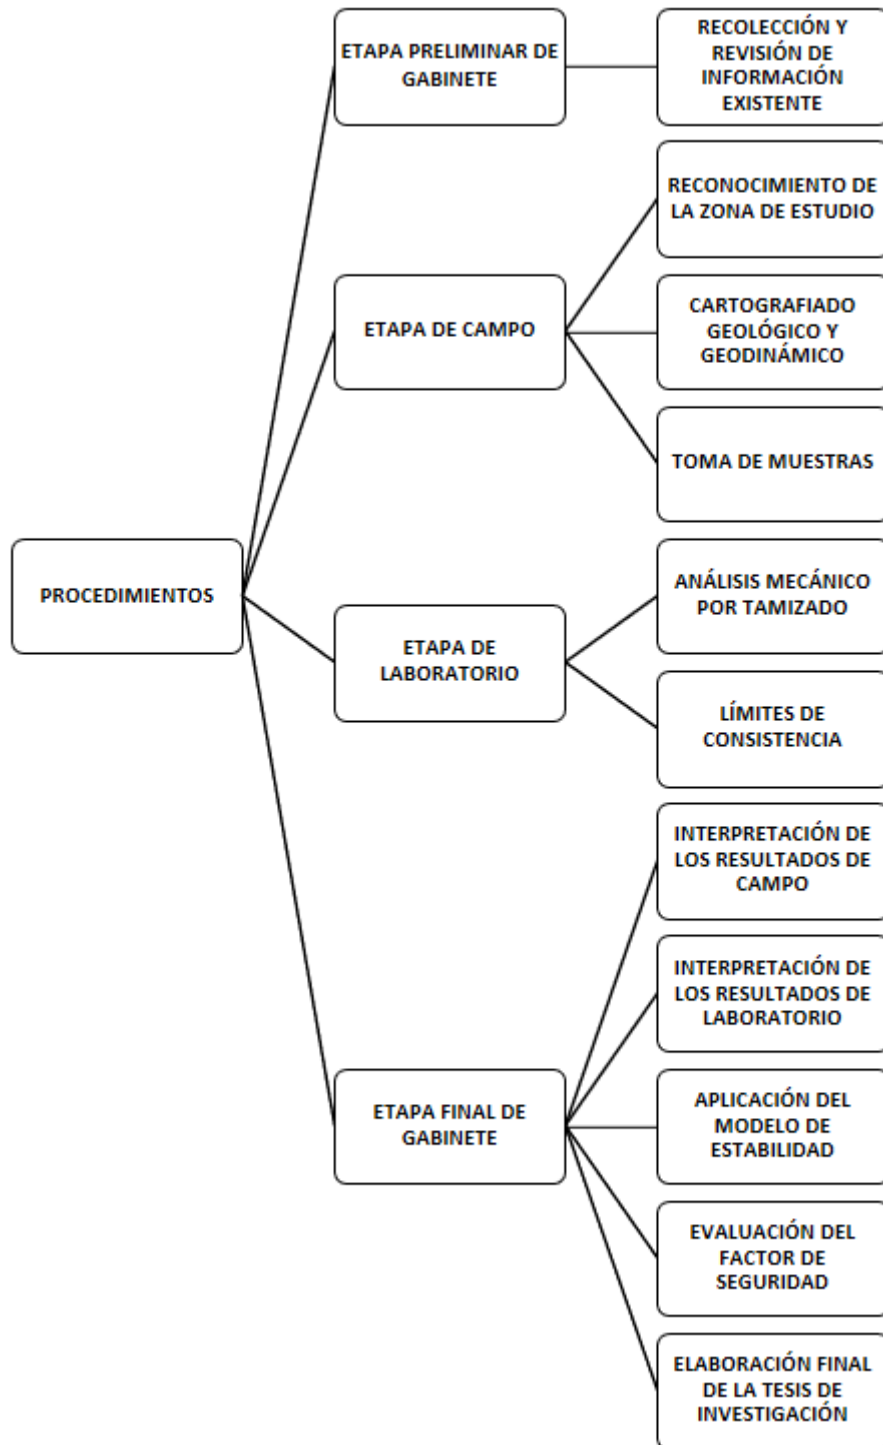 ETAPA PRELIMINAR DE
GABINETE
RECOLECCIÓN Y
REVISIÓN DE
INFORMACIÓN
EXISTENTE
RECONOCIMIENTO DE
LA ZONA DE ESTUDIO
ETAPA DE CAMPO
CARTOGRAFIADO
GEOLÓGICO Y
GEODINÁMICO
TOMA DE MUESTRAS
PROCEDIMIENTOS
ANÁLISIS MECÁNICO
POR TAMIZADO
ETAPA DE
LABORATORIO
LÍMITES DE
CONSISTENCIA
INTERPRETACIÓN DE
LOS RESULTADOS DE
CAMPO
INTERPRETACIÓN DE
LOS RESULTADOS DE
LABORATORIO
ETAPA FINAL DE
GABINETE
APLICACIÓN DEL
MODELO DE
ESTABILIDAD
EVALUACIÓN DEL
FACTOR DE
SEGURIDAD
ELABORACIÓN FINAL
DE LA TESIS DE
INVESTIGACIÓN